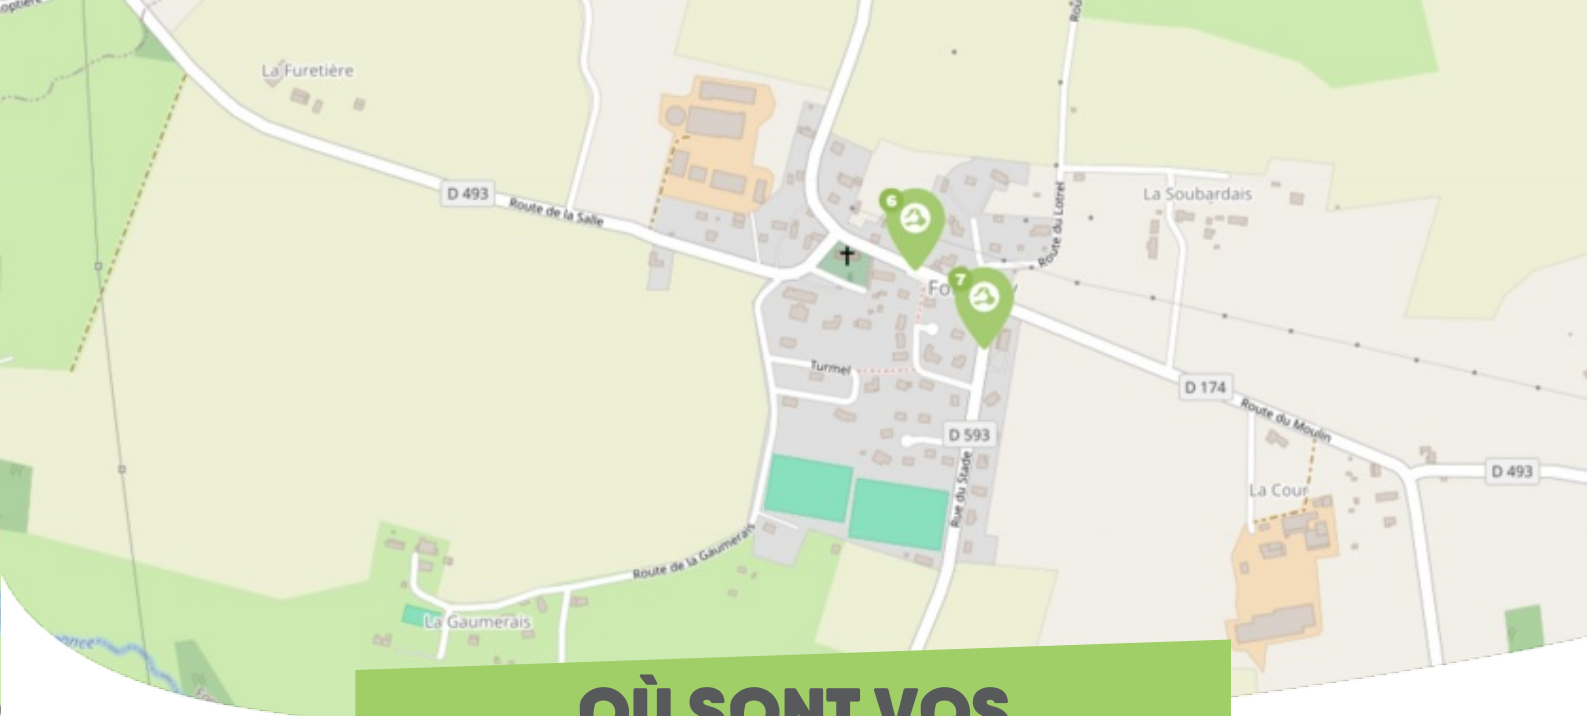 La Furetière
D 493
Route de la Salle
6
7
Route du Lotrel
La Soubardais
Turmel
D 174
Route du Moulin
D 593
D 493
Rue du Stade
La Cour
Route de la Gaumerais
La Gaumerais
OÙ SONT VOS